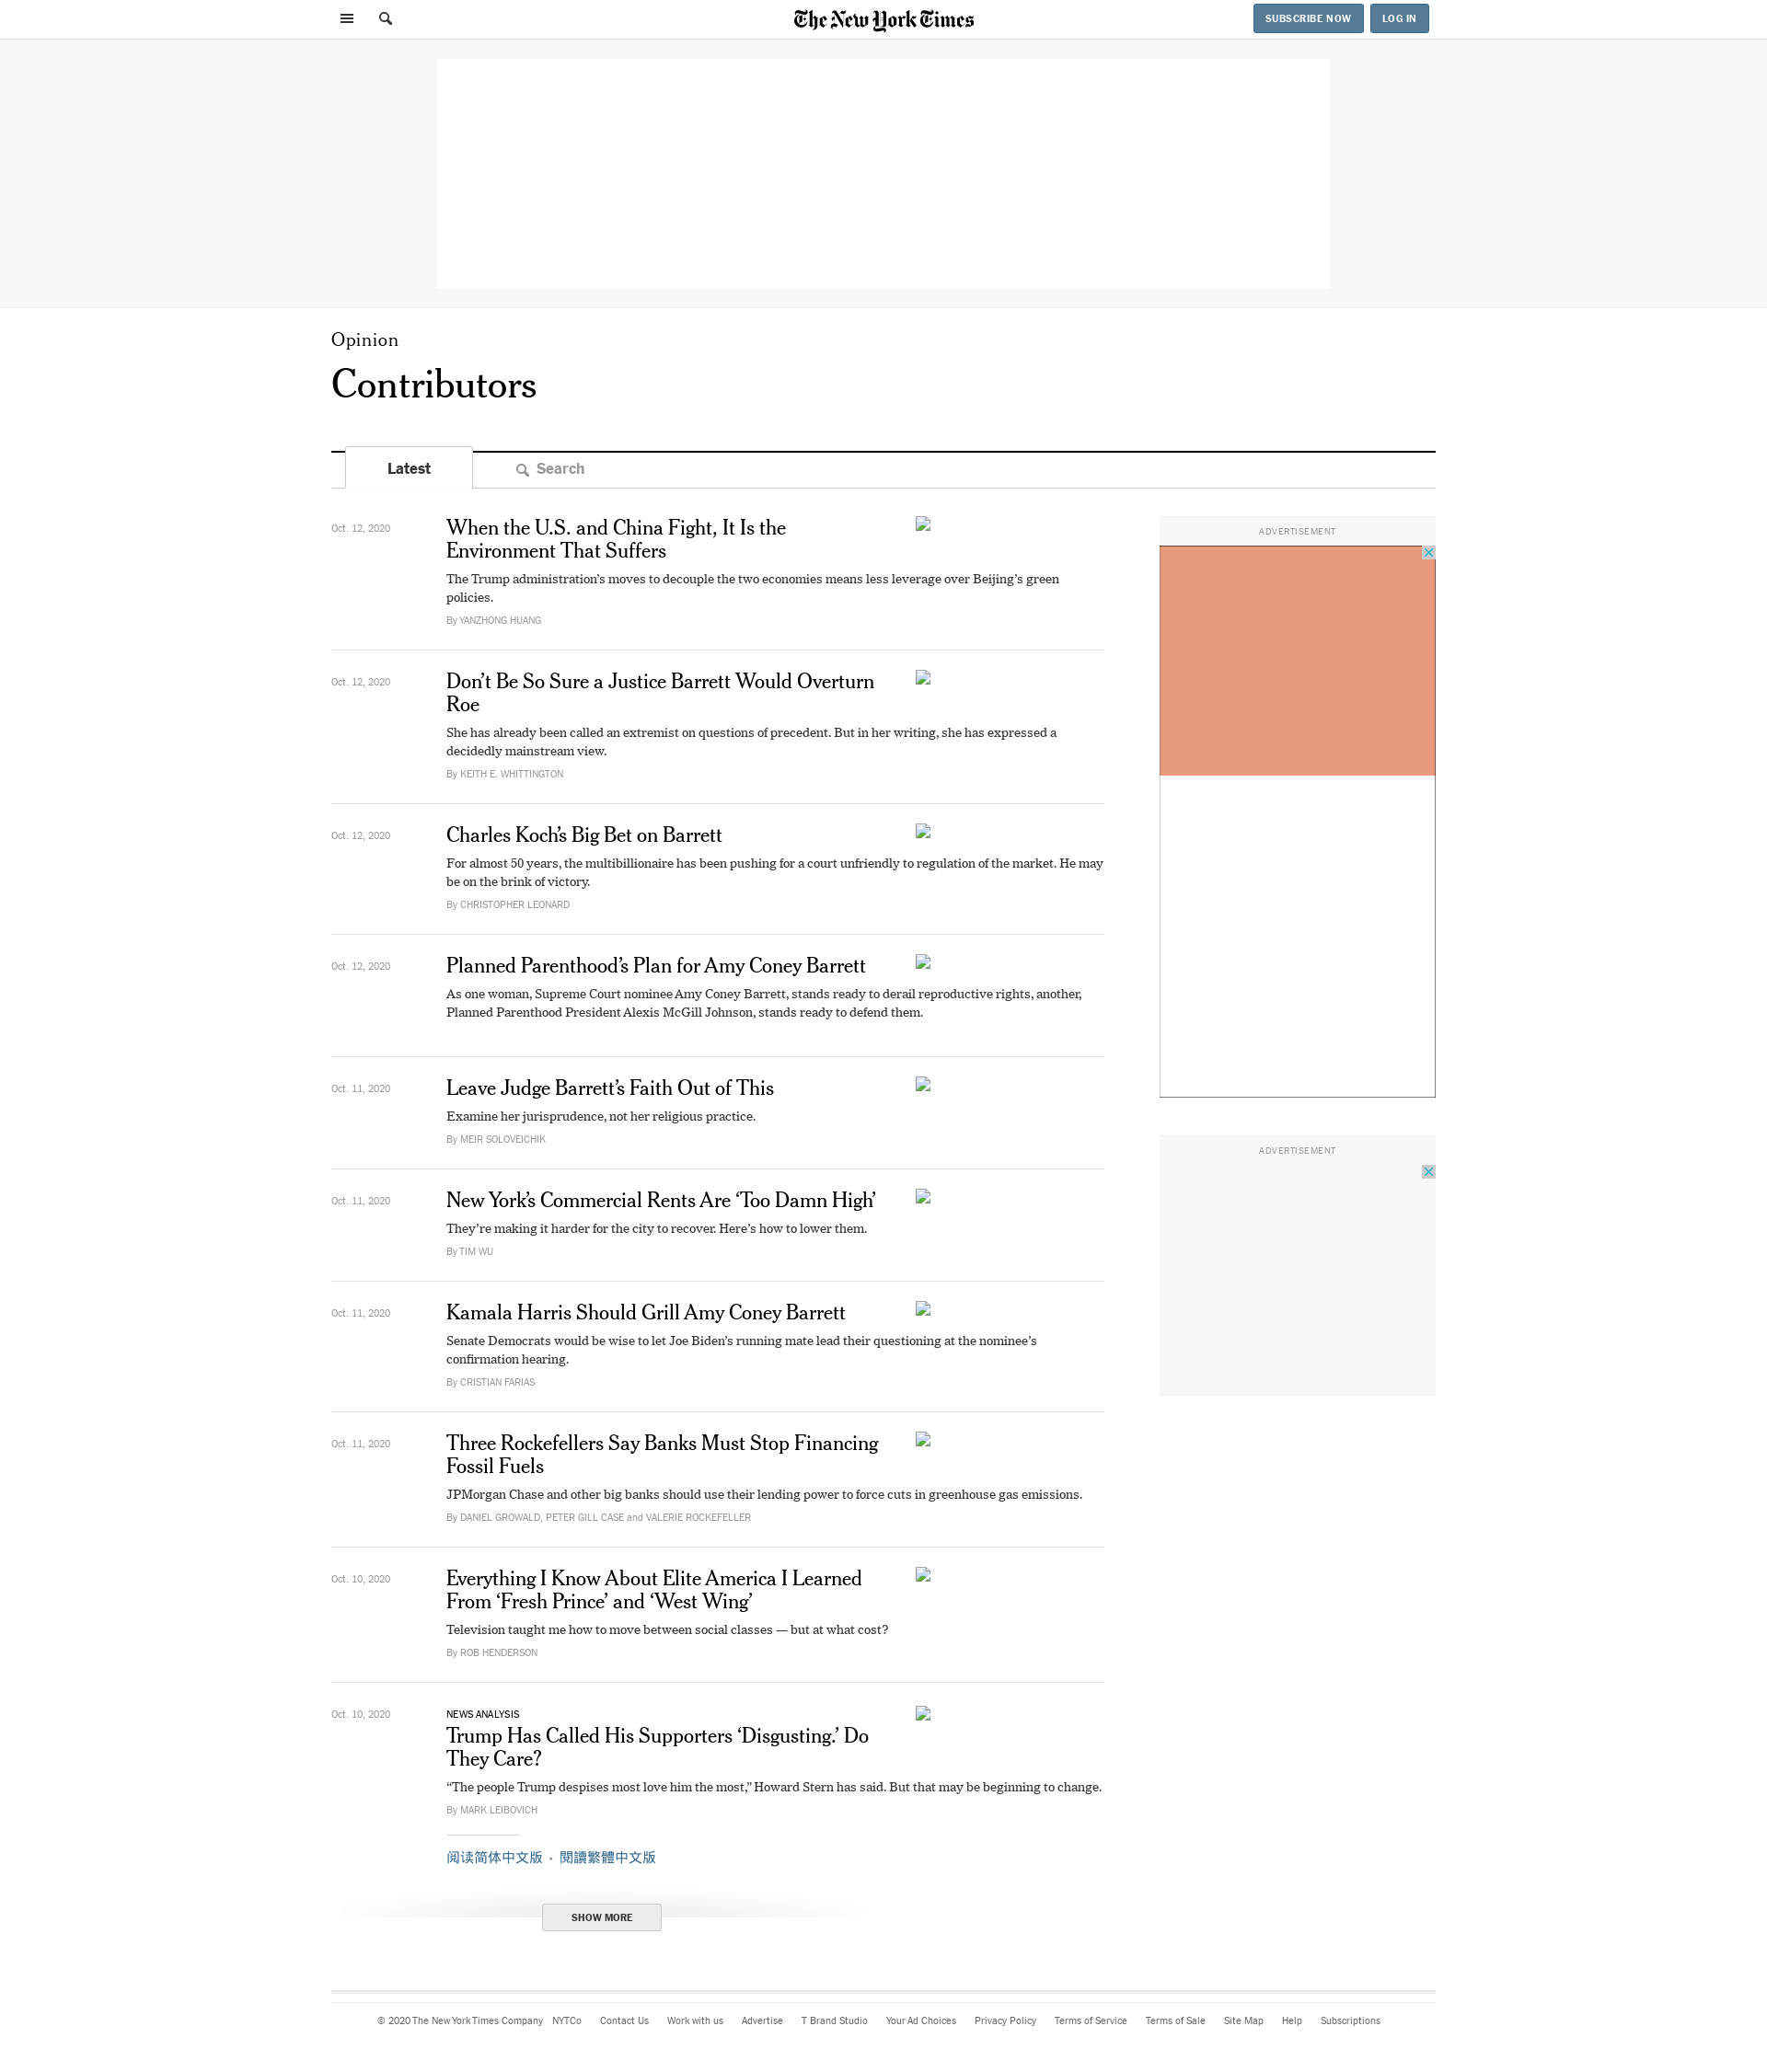 The New York Times
SUBSCRIBE NOW
LOG IN
Opinion
Contributors
Latest
Search
Oct. 12, 2020
When the U.S. and China Fight, It Is the
Environment That Suffers
The Trump administration’s moves to decouple the two economies means less leverage over Beijing’s green
policies.
By YANZHONG HUANG
Oct. 12, 2020
Don’t Be So Sure a Justice Barrett Would Overturn
Roe
She has already been called an extremist on questions of precedent. But in her writing, she has expressed a
decidedly mainstream view.
By KEITH E. WHITTINGTON
Oct. 12, 2020
Charles Koch’s Big Bet on Barrett
For almost 50 years, the multibillionaire has been pushing for a court unfriendly to regulation of the market. He may
be on the brink of victory.
By CHRISTOPHER LEONARD
Oct. 12, 2020
Planned Parenthood’s Plan for Amy Coney Barrett
As one woman, Supreme Court nominee Amy Coney Barrett, stands ready to derail reproductive rights, another,
Planned Parenthood President Alexis McGill Johnson, stands ready to defend them.
Oct. 11, 2020
Leave Judge Barrett’s Faith Out of This
Examine her jurisprudence, not her religious practice.
By MEIR SOLOVEICHIK
Oct. 11, 2020
New York’s Commercial Rents Are ‘Too Damn High’
They’re making it harder for the city to recover. Here’s how to lower them.
By TIM WU
Oct. 11, 2020
Kamala Harris Should Grill Amy Coney Barrett
Senate Democrats would be wise to let Joe Biden’s running mate lead their questioning at the nominee’s
confirmation hearing.
By CRISTIAN FARIAS
Oct. 11, 2020
Three Rockefellers Say Banks Must Stop Financing
Fossil Fuels
JPMorgan Chase and other big banks should use their lending power to force cuts in greenhouse gas emissions.
By DANIEL GROWALD, PETER GILL CASE and VALERIE ROCKEFELLER
Oct. 10, 2020
Everything I Know About Elite America I Learned
From ‘Fresh Prince’ and ‘West Wing’
Television taught me how to move between social classes — but at what cost?
By ROB HENDERSON
Oct. 10, 2020
NEWS ANALYSIS
Trump Has Called His Supporters ‘Disgusting.’ Do
They Care?
“The people Trump despises most love him the most,” Howard Stern has said. But that may be beginning to change.
By MARK LEIBOVICH
阅读简体中文版 • 閱讀繁體中文版
SHOW MORE
ADVERTISEMENT
ADVERTISEMENT
© 2020 The New York Times Company NYTCo Contact Us Work with us Advertise T Brand Studio Your Ad Choices Privacy Policy Terms of Service Terms of Sale Site Map Help Subscriptions